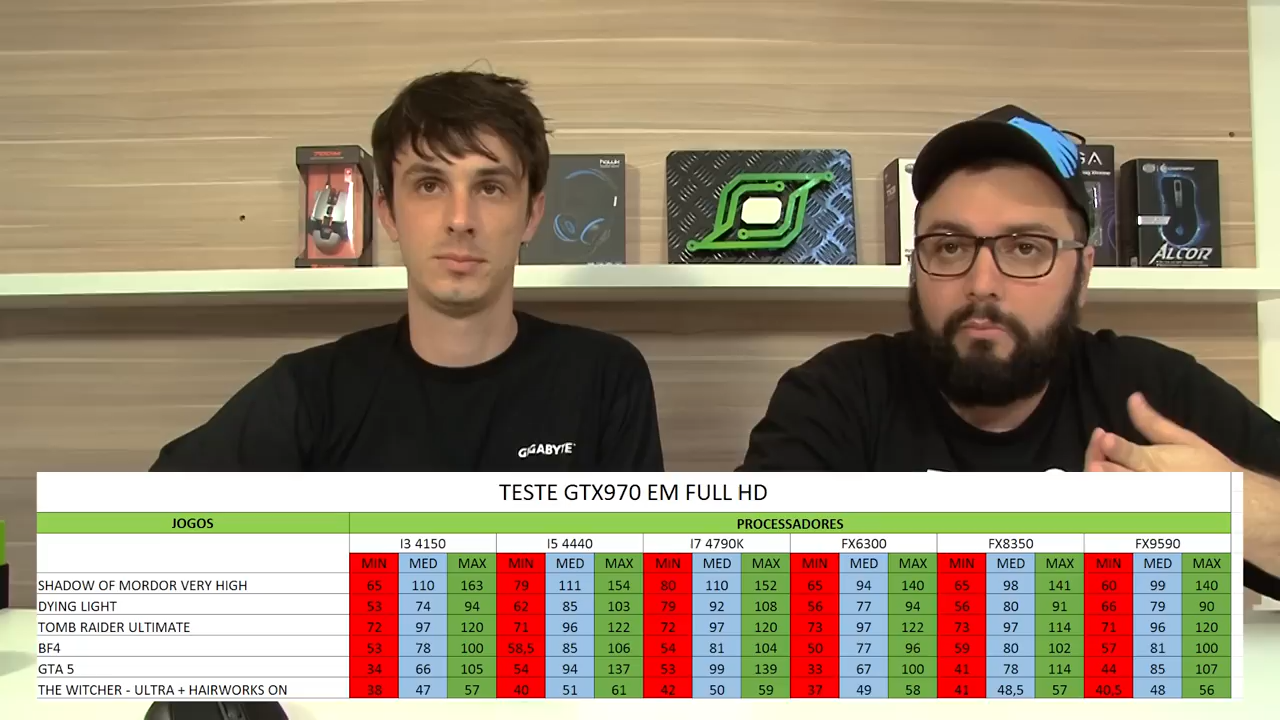 hawk
GA
ALCOR
GIGABYTE
TESTE GTX970 EM FULL HD
JOGOS PROCESSADORES
I3 4150 I5 4440 I7 4790K FX6300 FX8350 FX9590
MIN MED MAX MIN MED MAX MIN MED MAX MIN MED MAX MIN MED MAX MIN MED MAX
SHADOW OF MORDOR VERY HIGH 65 110 163 79 111 154 80 110 152 65 94 140 65 98 141 60 99 140
DYING LIGHT 53 74 94 62 85 103 79 92 108 56 77 94 56 80 91 66 79 90
TOMB RAIDER ULTIMATE 72 97 120 71 96 122 72 97 120 73 97 122 73 97 114 71 96 120
BF4 53 78 100 58,5 85 106 54 81 104 50 77 96 59 80 102 57 81 100
GTA 5 34 66 105 54 94 137 53 99 139 33 67 100 41 78 114 44 85 107
THE WITCHER - ULTRA + HAIRWORKS ON 38 47 57 40 51 61 42 50 59 37 49 58 41 48,5 57 40,5 48 56